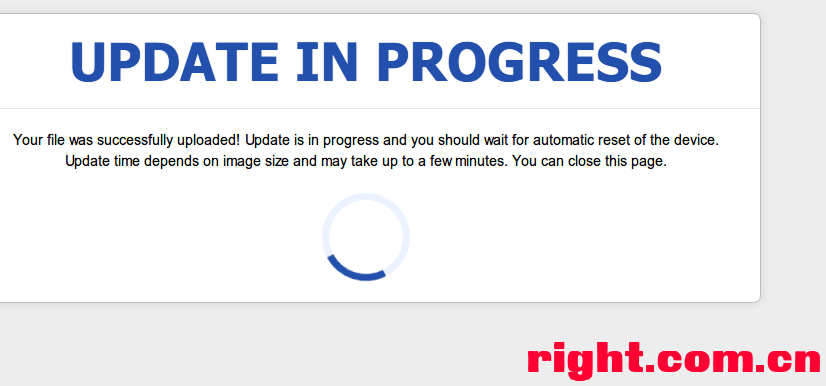 UPDATE IN PROGRESS
Your file was successfully uploaded! Update is in progress and you should wait for automatic reset of the device.
Update time depends on image size and may take up to a few minutes. You can close this page.
right.com.cn